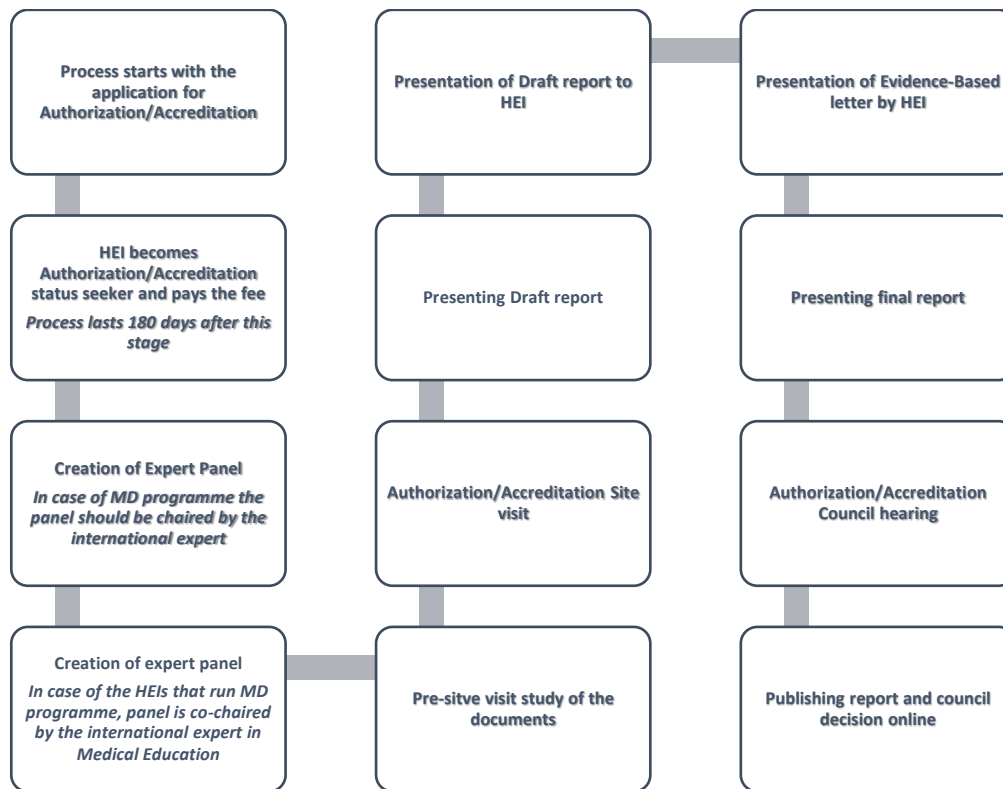 Process starts with the
application for
Authorization/Accreditation
HEI becomes
Authorization/Accreditation
status seeker and pays the fee
Process lasts 180 days after this
stage
Creation of Expert Panel
In case of MD programme the
panel should be chaired by the
international expert
Creation of expert panel
In case of the HEIs that run MD
programme, panel is co-chaired
by the international expert in
Medical Education
Pre-sitve visit study of the
documents
Authorization/Accreditation Site
visit
Presenting Draft report
Presentation of Draft report to
HEI
Presentation of Evidence-Based
letter by HEI
Presenting final report
Authorization/Accreditation
Council hearing
Publishing report and council
decision online